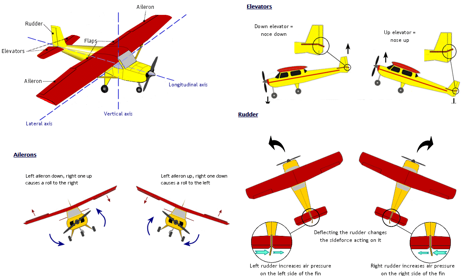 Aileron
Rudder
Flaps
Elevators
Aileron
Longitudinal axis
Vertical axis
Lateral axis
Elevators
Down elevator =
nose down
Up elevator =
nose up
Ailerons
Left aileron down, right one up
causes a roll to the right
Left aileron up, right one down
causes a roll to the left
Rudder
Deflecting the rudder changes
the sideforce acting on it
Left rudder increases air pressure
on the left side of the fin
Right rudder increases air pressure
on the right side of the fin